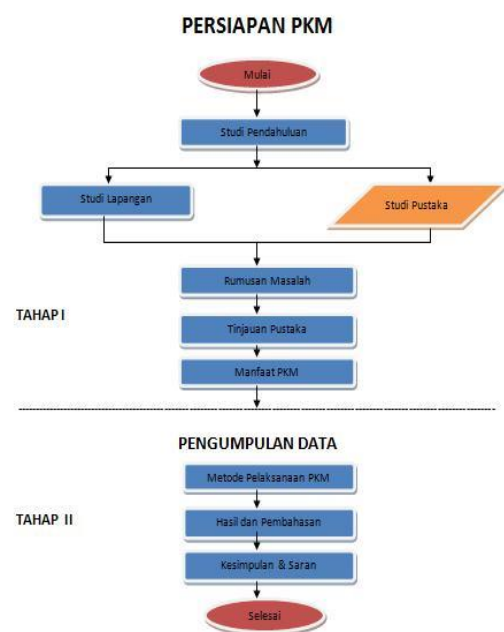 PERSIAPAN PKM
Mulai
Studi Pendahuluan
Studi Lapangan
Studi Pustaka
Rumusan Masalah
TAHAP I
Tinjauan Pustaka
Manfaat PKM
PENGUMPULAN DATA
Metode Pelaksanaan PKM
TAHAP II
Hasil dan Pembahasan
Kesimpulan & Saran
Selesai